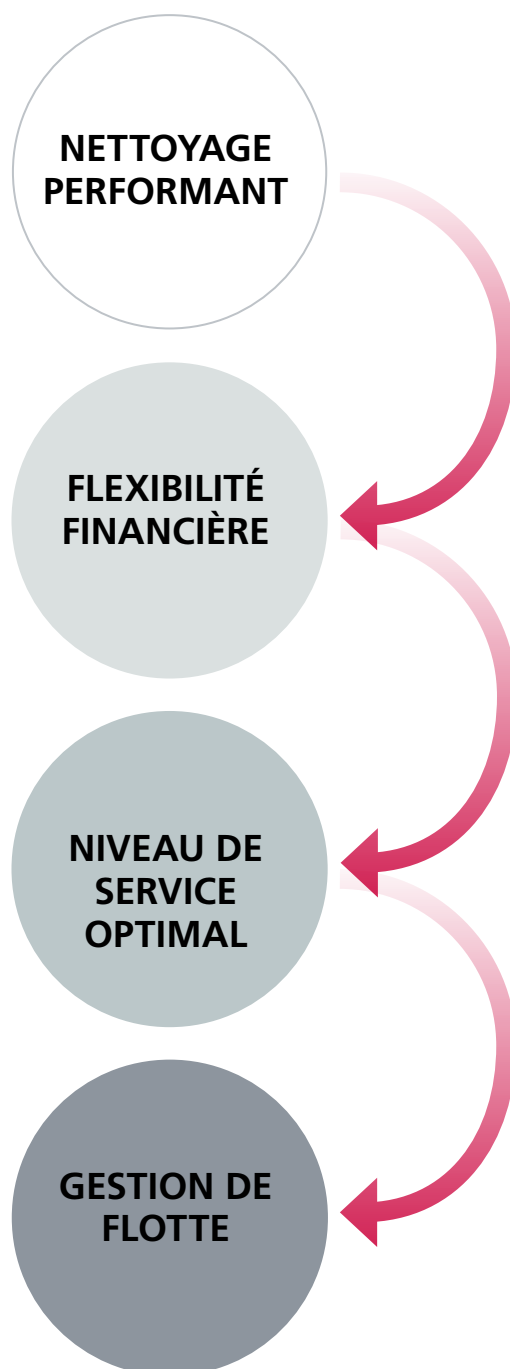 NETTOYAGE
PERFORMANT
FLEXIBILITÉ
FINANCIÈRE
NIVEAU DE
SERVICE
OPTIMAL
GESTION DE
FLOTTE